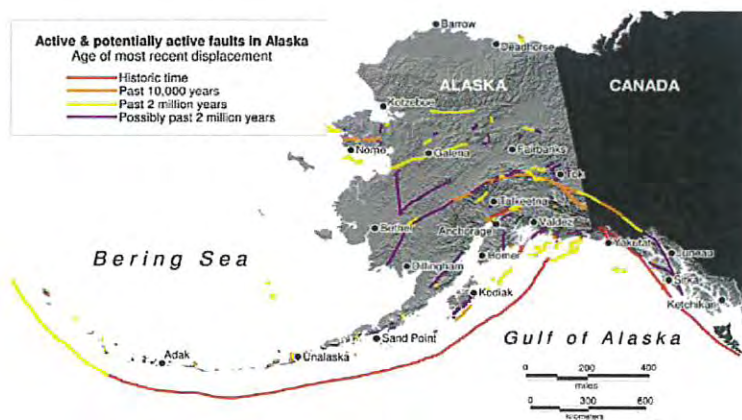 Active & potentially active faults in Alaska
Age of most recent displacement
Historic time
Past 10,000 years
Past 2 million years
Possibly past 2 million years
Barrow
Deadhorse
ALASKA
CANADA
Kotzebue
Nome
Galena
Fairbanks
Tok
Talkeetna
Bethel
Anchorage
Valdez
Yakutat
Juneau
Bering Sea
Dillingham
Homer
Sitka
Kodiak
Ketchikan
Gulf of Alaska
Adak
Unalaska
Sand Point
0 200 400
miles
0 300 600
kilometers